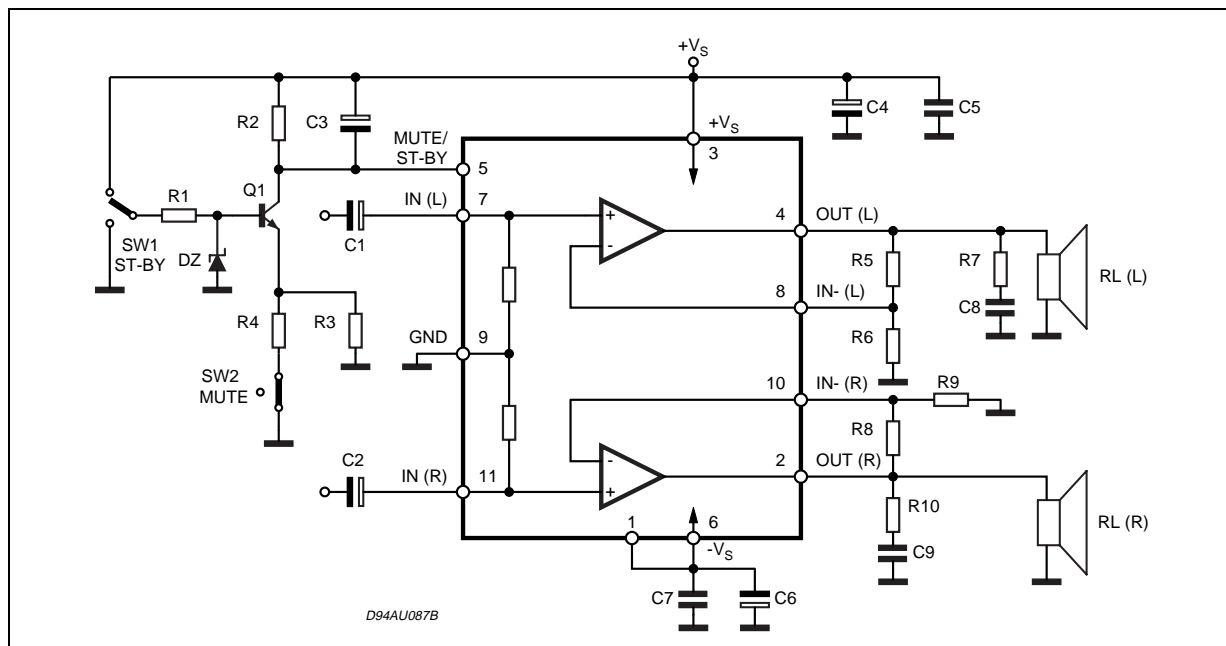 +VS
R2
C3
C4
C5
MUTE/
ST-BY
+VS
3
5
R1
Q1
IN (L)
7
C1
SW1
ST-BY
DZ
+
-
4
OUT (L)
R5
R7
RL (L)
8
IN- (L)
C8
R4
R3
GND
9
R6
SW2
MUTE
10
IN- (R)
R9
R8
C2
IN (R)
11
-
+
2
OUT (R)
R10
RL (R)
1
6
-VS
C9
C7
C6
D94AU087B